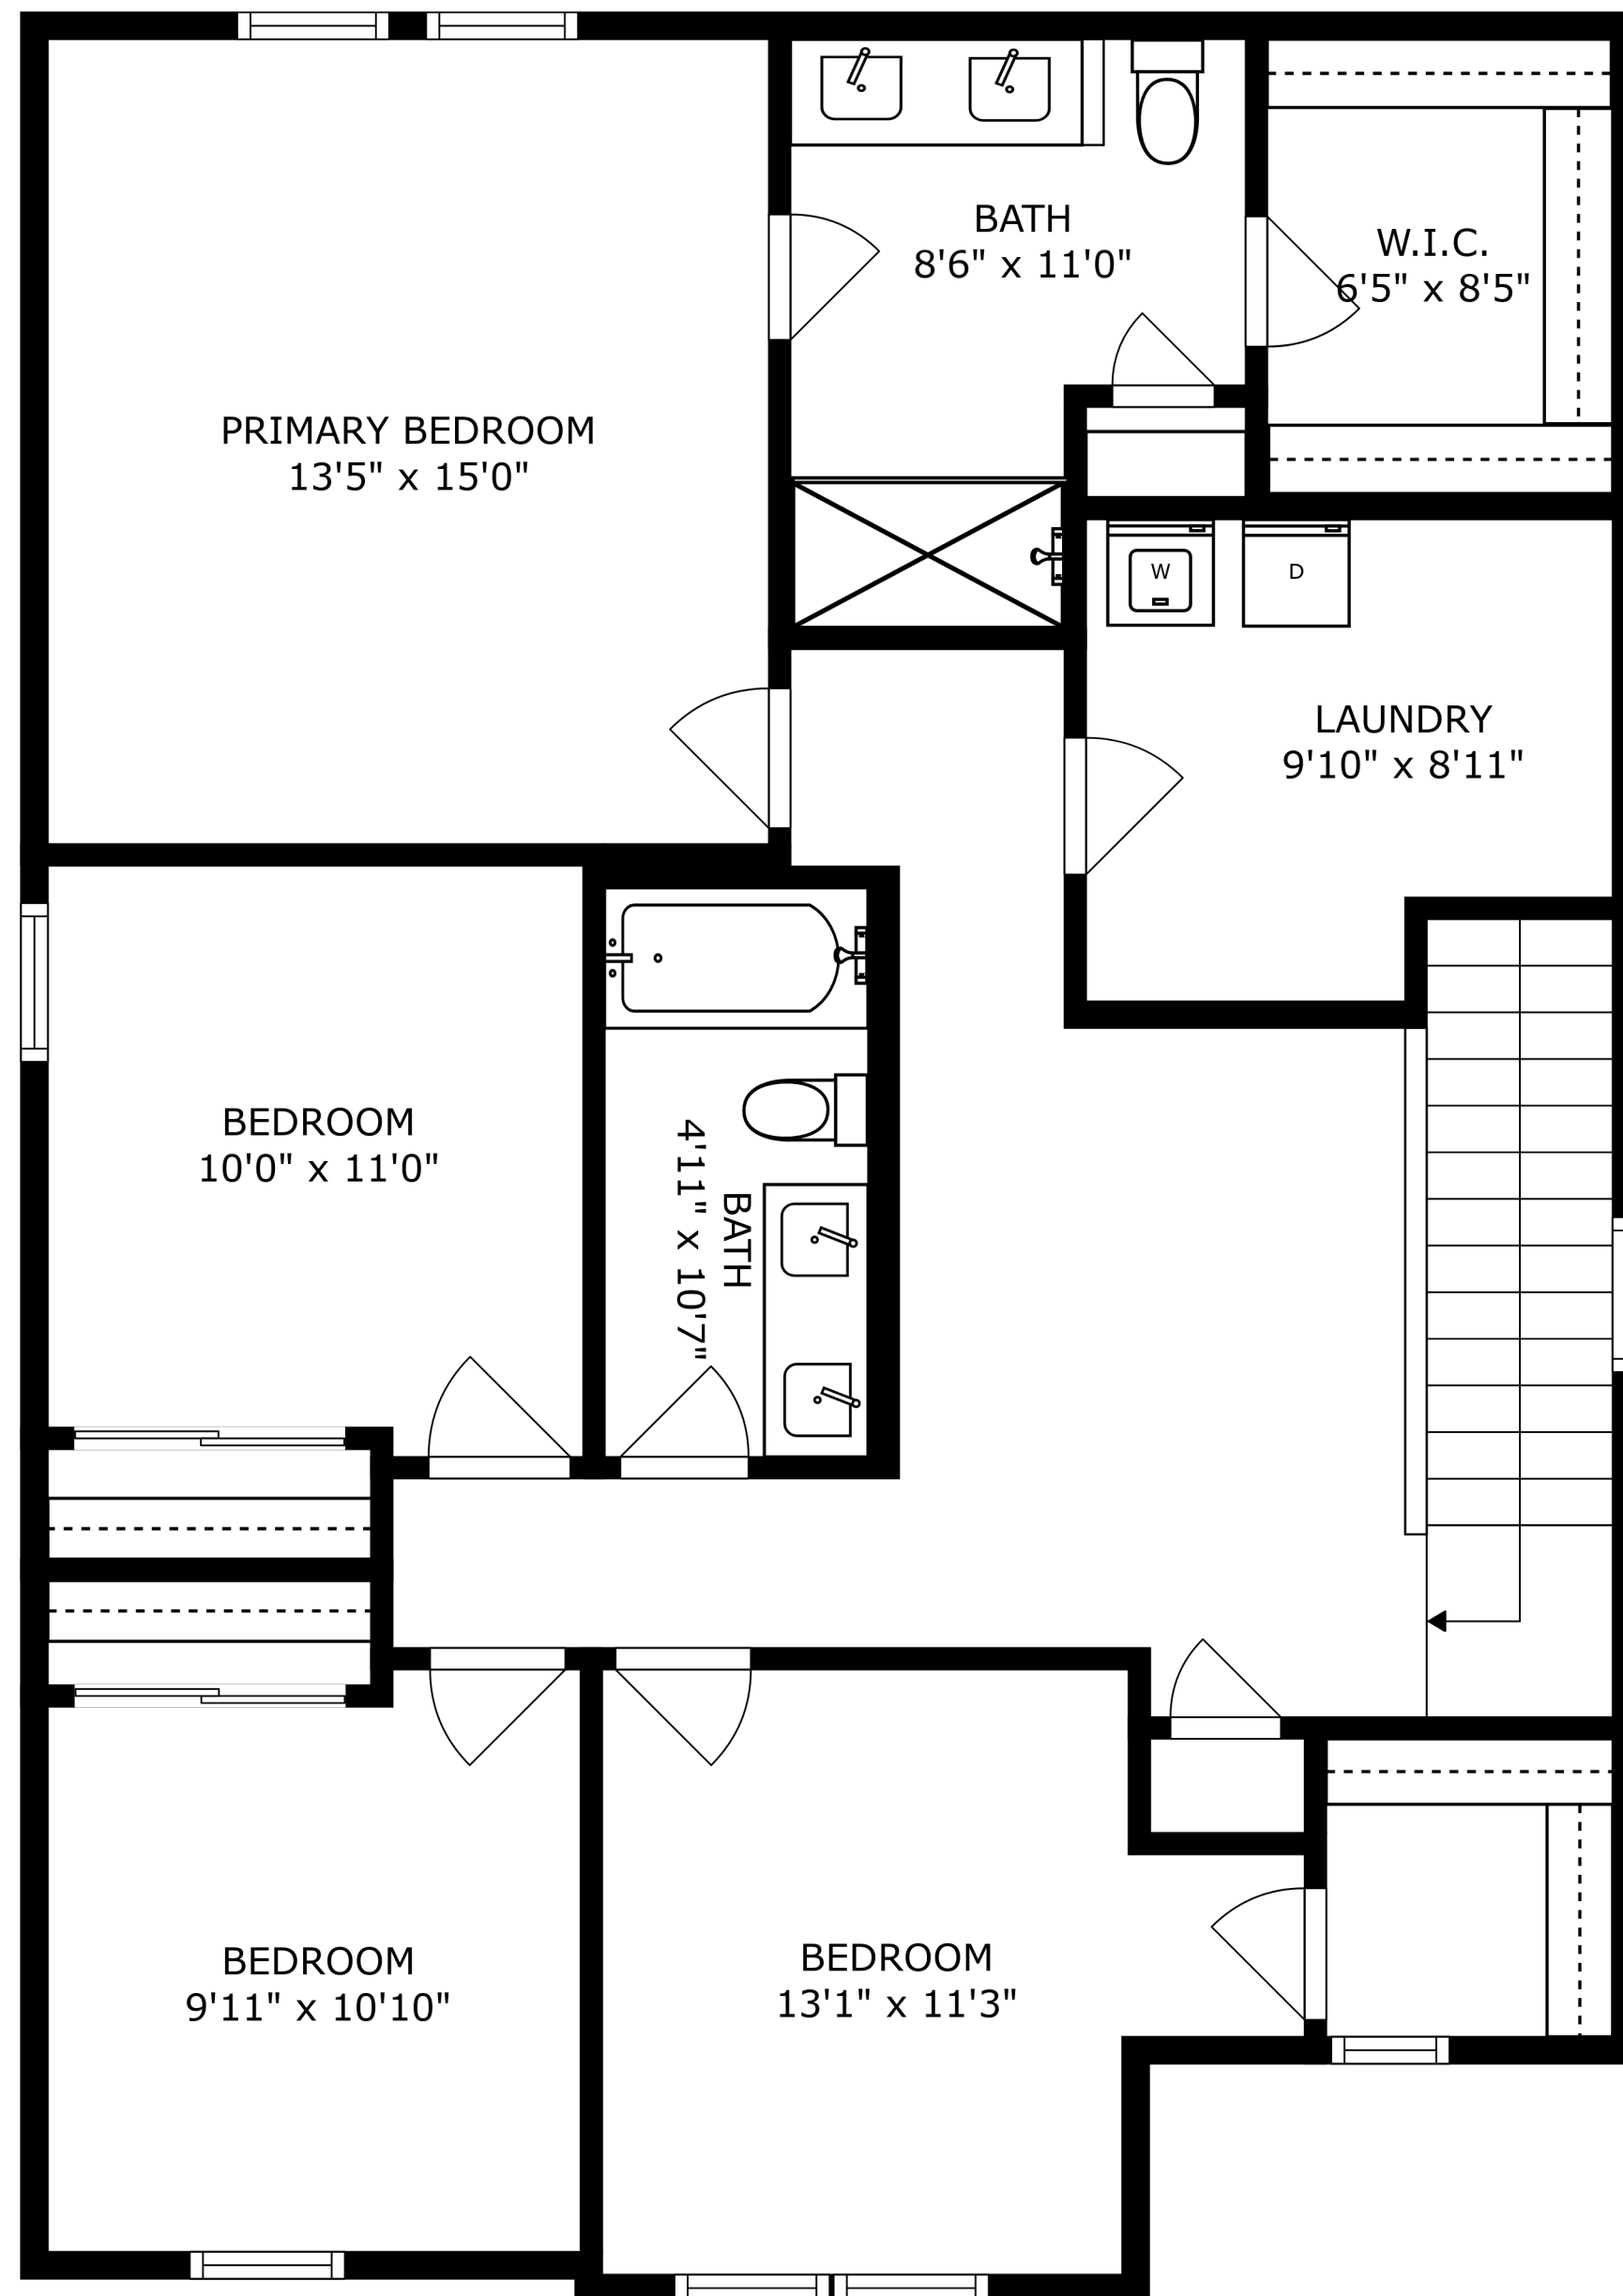 BATH
8'6" x 11'0"
W.I.C.
6'5" x 8'5"
PRIMARY BEDROOM
13'5" x 15'0"
W
D
LAUNDRY
9'10" x 8'11"
BEDROOM
10'0" x 11'0"
BATH
4'11" x 10'7"
BEDROOM
9'11" x 10'10"
BEDROOM
13'1" x 11'3"